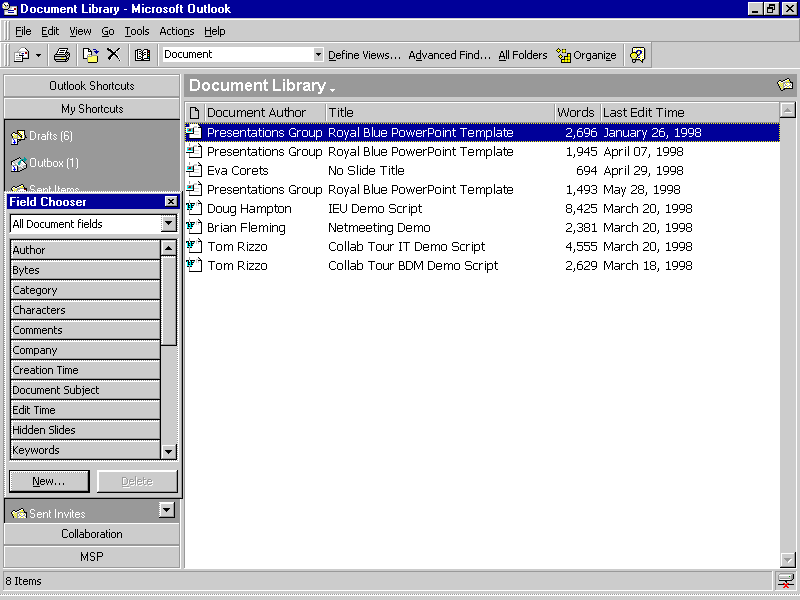 Document Library - Microsoft Outlook
File Edit View Go Tools Actions Help
Document Define Views... Advanced Find... All Folders Organize
Outlook Shortcuts
My Shortcuts
Drafts (6)
Outbox (1)
Sent Items
Field Chooser
All Document fields
Author
Bytes
Category
Characters
Comments
Company
Creation Time
Document Subject
Edit Time
Hidden Slides
Keywords
New... Delete
Sent Invites
Collaboration
MSP
Document Library
Document Author Title Words Last Edit Time
Presentations Group Royal Blue PowerPoint Template 2,696 January 26, 1998
Presentations Group Royal Blue PowerPoint Template 1,945 April 07, 1998
Eva Corets No Slide Title 694 April 29, 1998
Presentations Group Royal Blue PowerPoint Template 1,493 May 28, 1998
Doug Hampton IEU Demo Script 8,425 March 20, 1998
Brian Fleming Netmeeting Demo 2,381 March 20, 1998
Tom Rizzo Collab Tour IT Demo Script 4,555 March 20, 1998
Tom Rizzo Collab Tour BDM Demo Script 2,629 March 18, 1998
8 Items